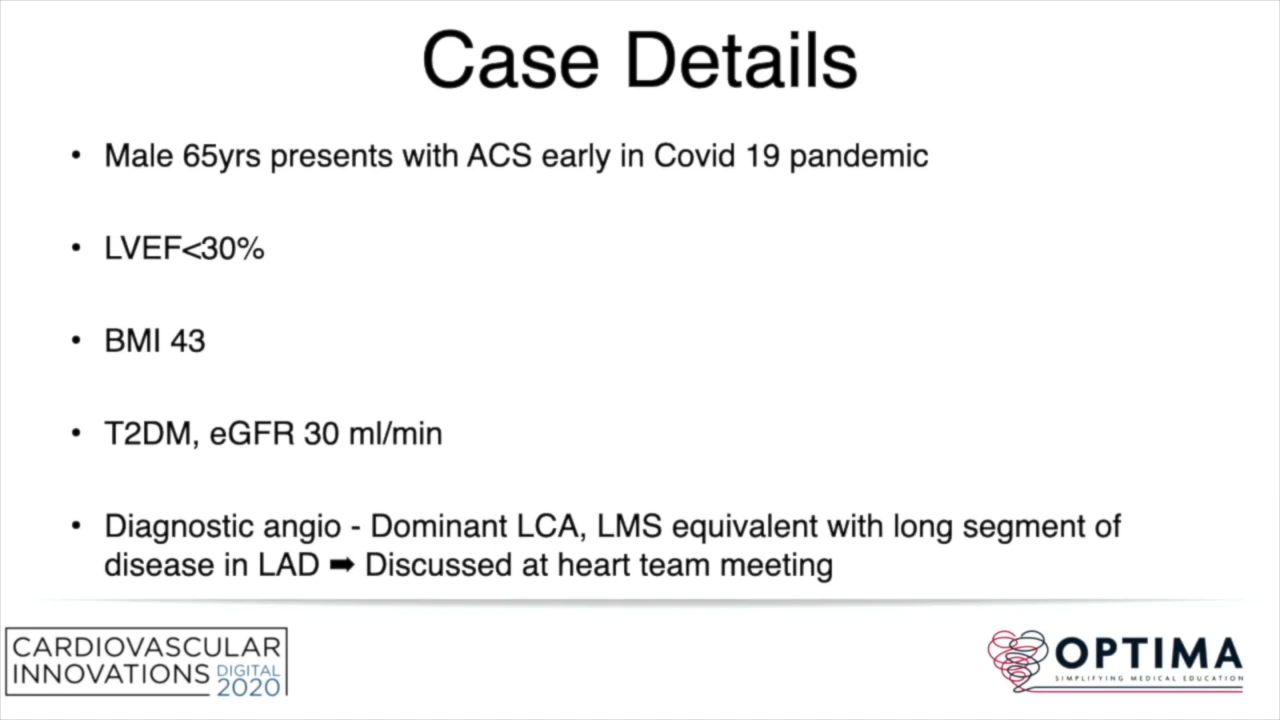 Case Details
• Male 65yrs presents with ACS early in Covid 19 pandemic
• LVEF<30%
• BMI 43
• T2DM, eGFR 30 ml/min
• Diagnostic angio - Dominant LCA, LMS equivalent with long segment of
disease in LAD ➡ Discussed at heart team meeting
CARDIOVASCULAR
INNOVATIONS DIGITAL
2020
OPTIMA
SIMPLIFYING MEDICAL EDUCATION